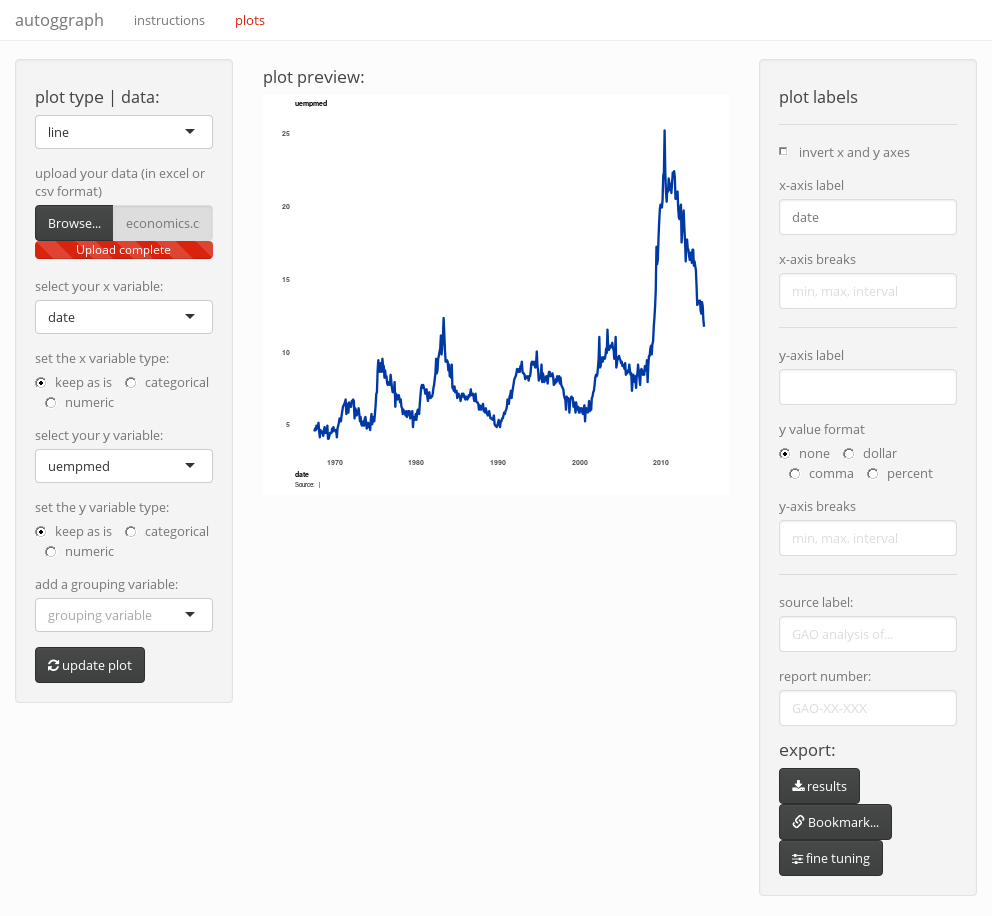 autoggraph instructions plots
plot type | data:
line
upload your data (in excel or
csv format)
Browse... economics.c
Upload complete
select your x variable:
date
set the x variable type:
keep as is categorical
numeric
select your y variable:
uempmed
set the y variable type:
keep as is categorical
numeric
add a grouping variable:
grouping variable
update plot
plot preview:
uempmed
25
20
15
10
5
1970 1980 1990 2000 2010
date
Source: |
plot labels
invert x and y axes
x-axis label
date
x-axis breaks
min, max, interval
y-axis label
y value format
none dollar
comma percent
y-axis breaks
min, max, interval
source label:
GAO analysis of...
report number:
GAO-XX-XXX
export:
results
Bookmark...
fine tuning